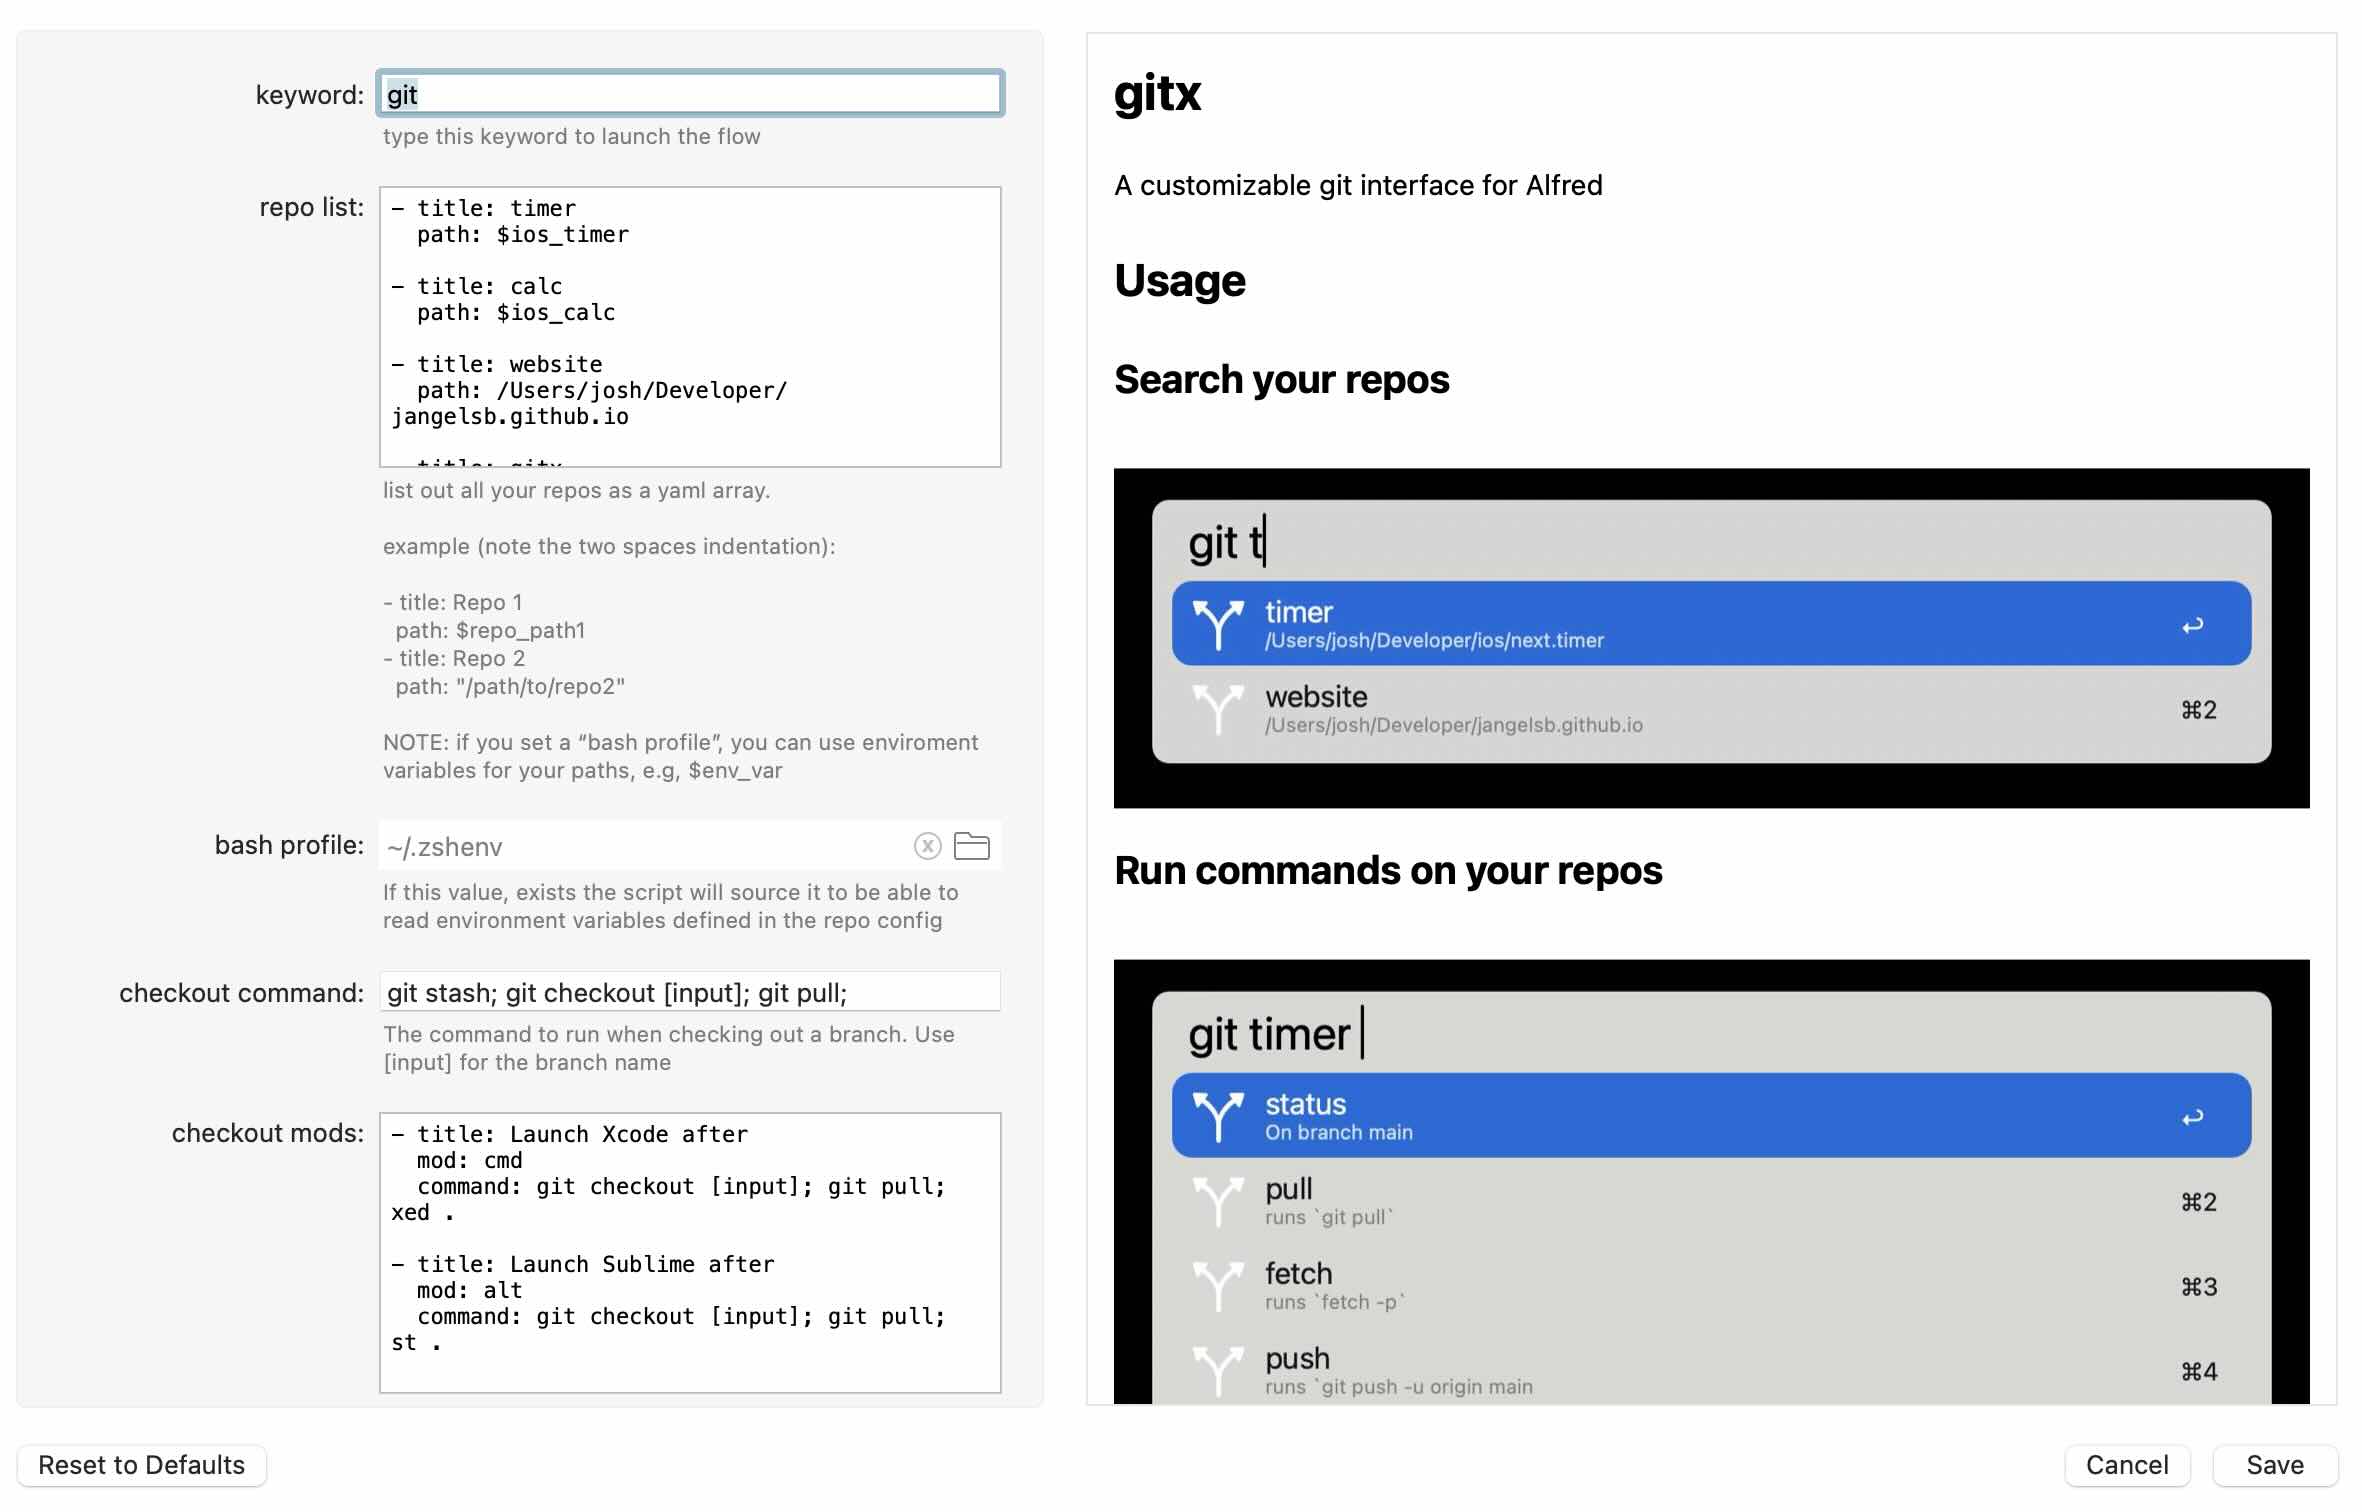 keyword:
git
type this keyword to launch the flow
repo list:
- title: timer
path: $ios_timer
- title: calc
path: $ios_calc
- title: website
path: /Users/josh/Developer/
jangelsb.github.io
title: gitx
list out all your repos as a yaml array.
example (note the two spaces indentation):
- title: Repo 1
path: $repo_path1
- title: Repo 2
path: "/path/to/repo2"
NOTE: if you set a “bash profile”, you can use enviroment
variables for your paths, e.g, $env_var
bash profile:
~/.zshenv
If this value, exists the script will source it to be able to
read environment variables defined in the repo config
checkout command:
git stash; git checkout [input]; git pull;
The command to run when checking out a branch. Use
[input] for the branch name
checkout mods:
- title: Launch Xcode after
mod: cmd
command: git checkout [input]; git pull;
xed .
- title: Launch Sublime after
mod: alt
command: git checkout [input]; git pull;
st .
Reset to Defaults
gitx
A customizable git interface for Alfred
Usage
Search your repos
git t
timer
/Users/josh/Developer/ios/next.timer
website
⌘2
/Users/josh/Developer/jangelsb.github.io
Run commands on your repos
git timer
status
On branch main
pull
⌘2
runs `git pull`
fetch
⌘3
runs `fetch -p`
push
⌘4
runs `git push -u origin main
Cancel
Save